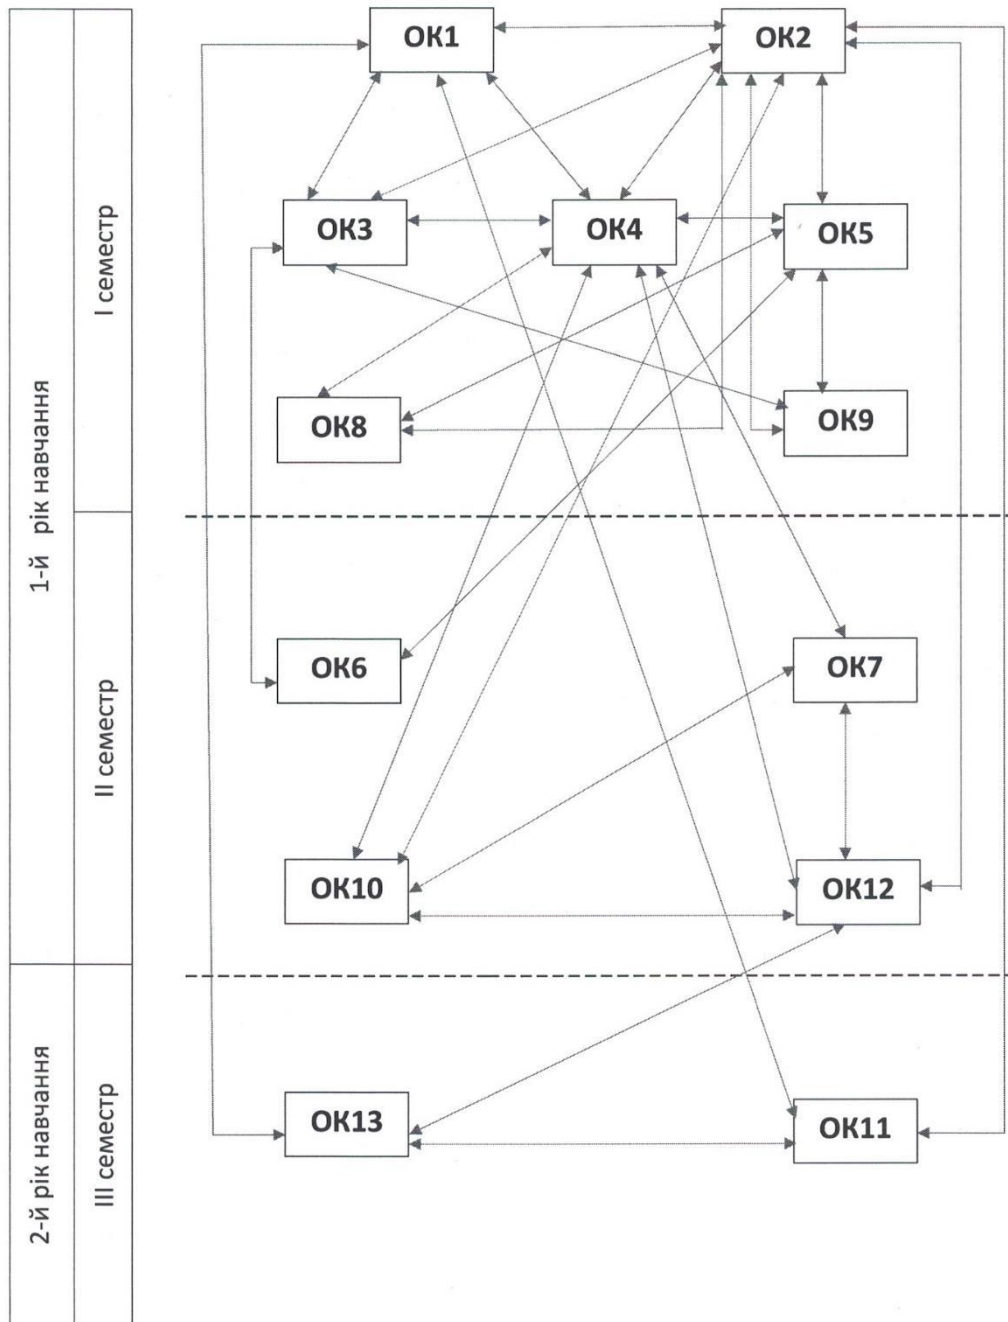 1-й рік навчання
І семестр
ІІ семестр
2-й рік навчання
ІІІ семестр
ОК1
ОК2
ОК3
ОК4
ОК5
ОК8
ОК9
ОК6
ОК7
ОК10
ОК12
ОК13
ОК11